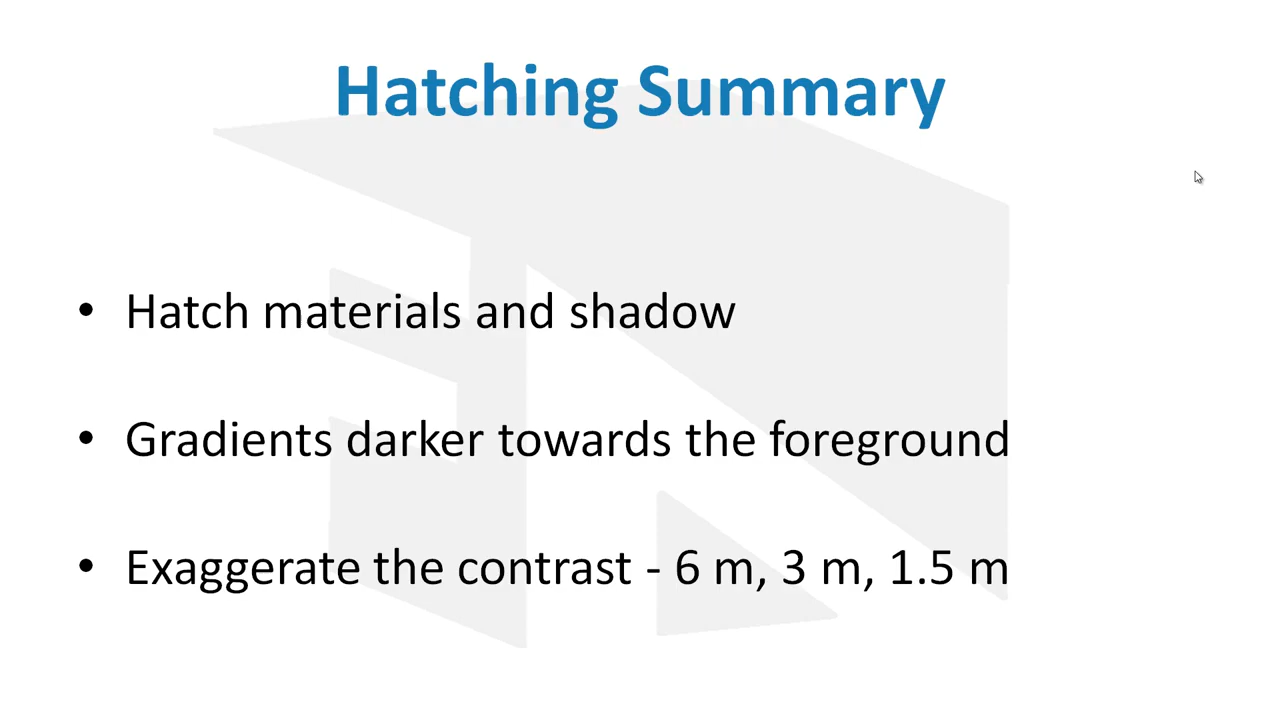 Hatching Summary
• Hatch materials and shadow
• Gradients darker towards the foreground
• Exaggerate the contrast - 6 m, 3 m, 1.5 m